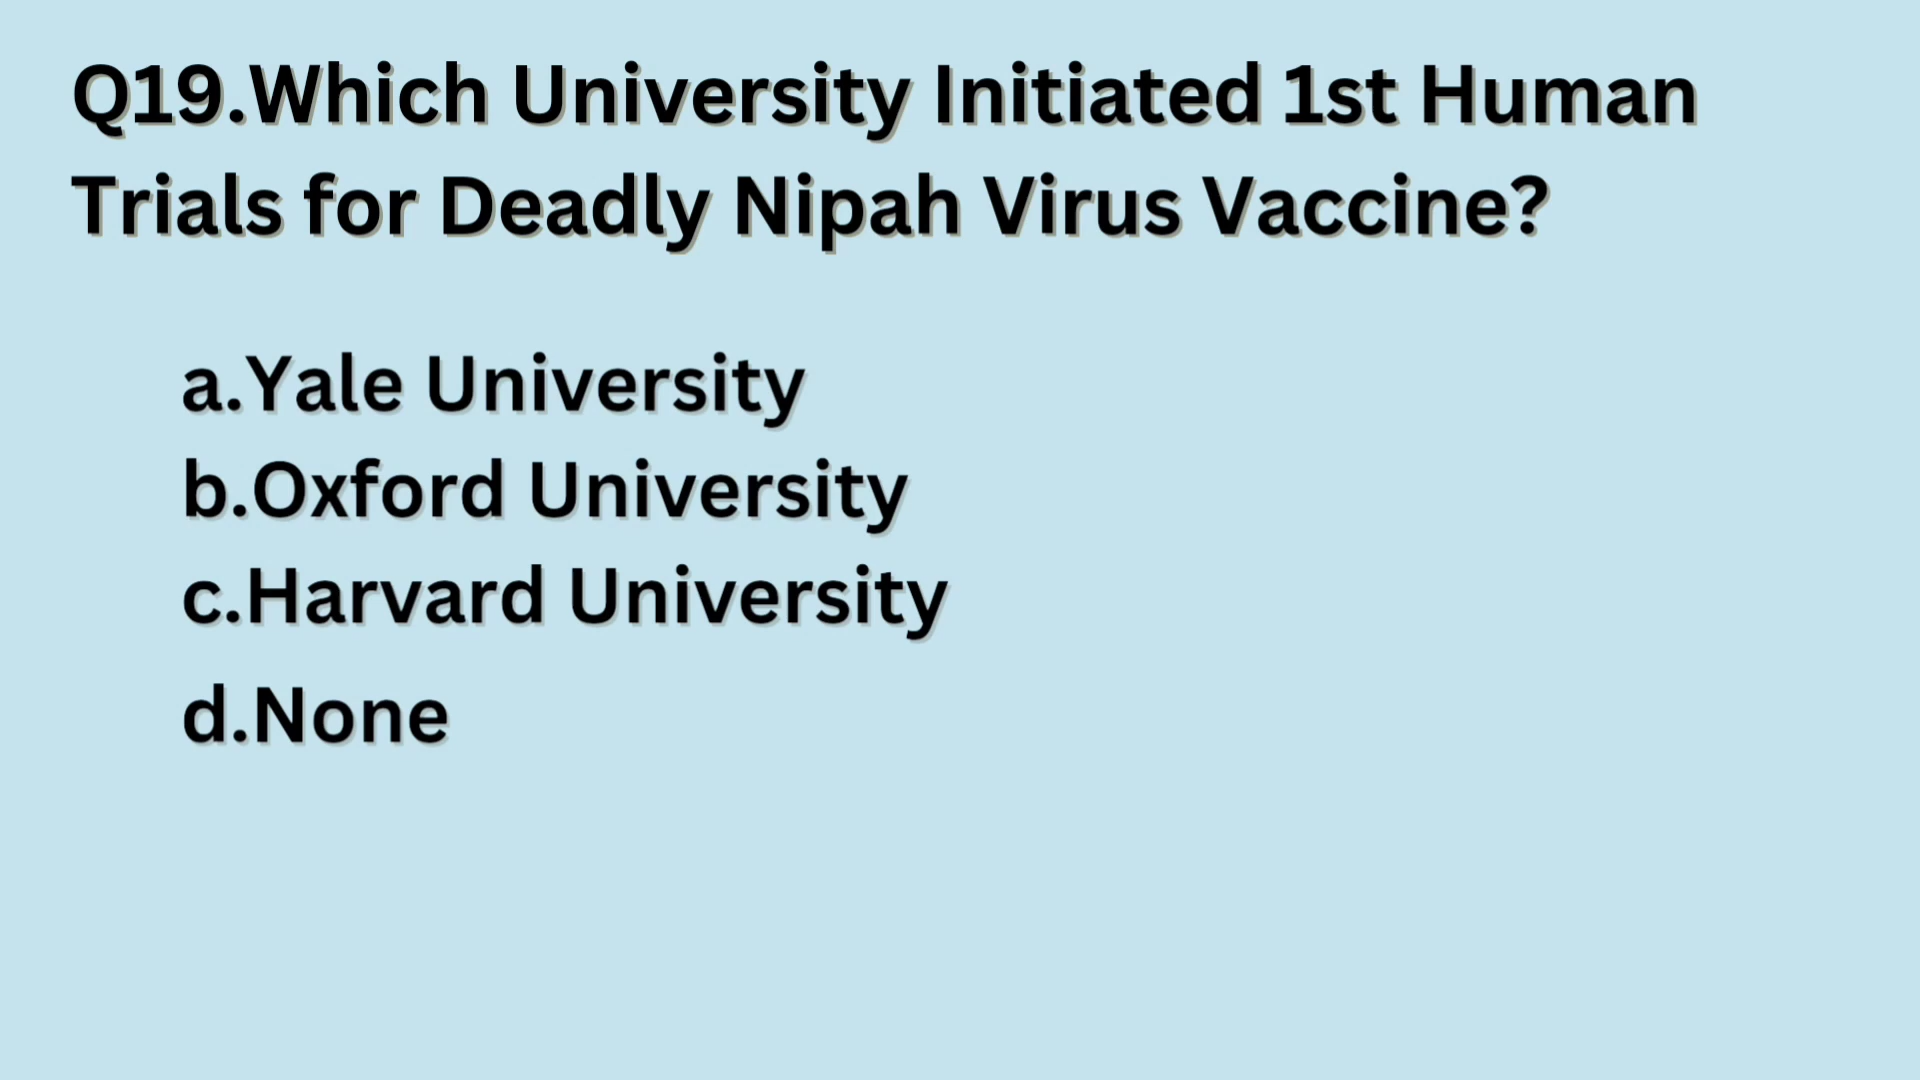 Q19.Which University Initiated 1st Human
Trials for Deadly Nipah Virus Vaccine?
a.Yale University
b.Oxford University
c.Harvard University
d.None